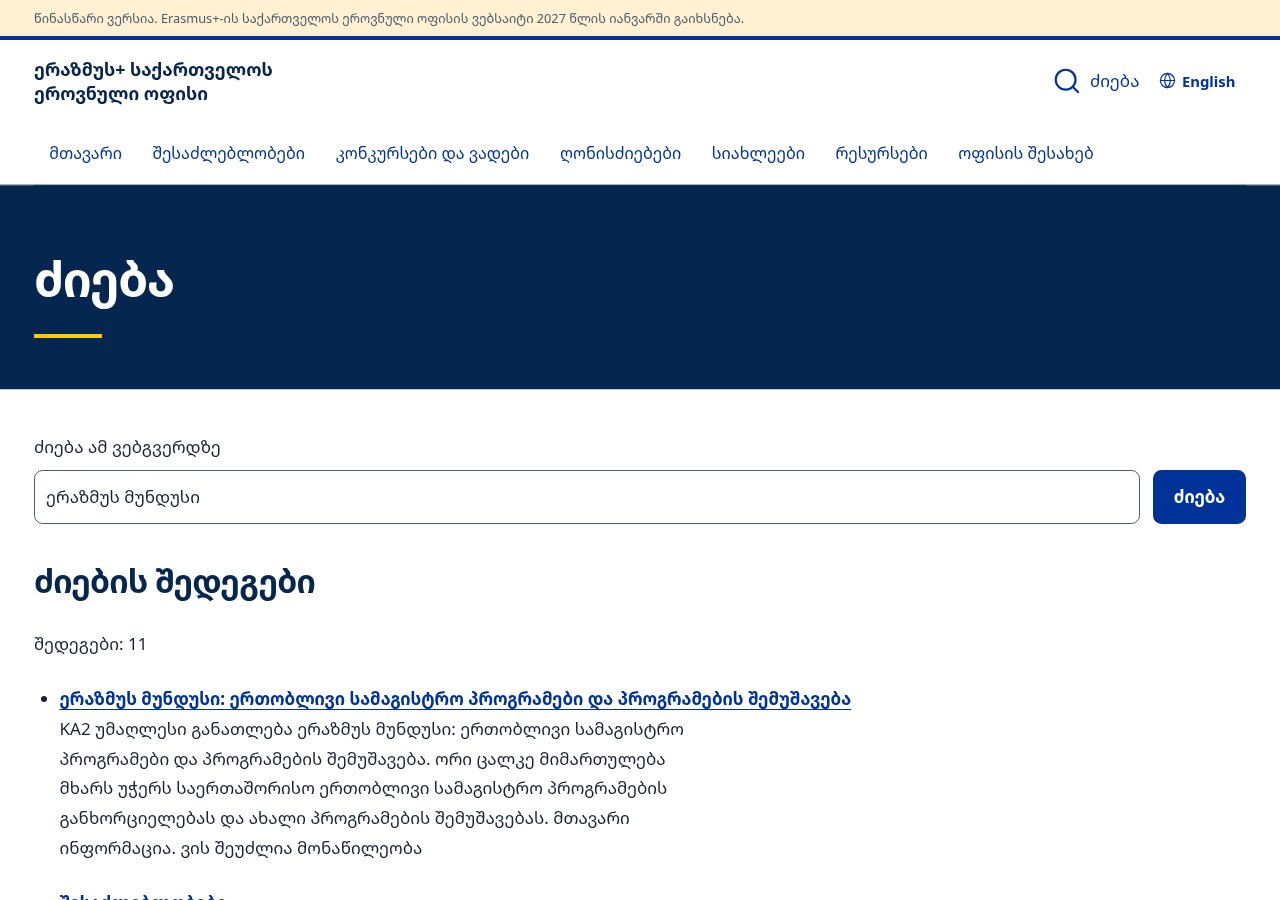 წინასწარი ვერსია. Erasmus+-ის საქართველოს ეროვნული ოფისის ვებსაიტი 2027 წლის იანვარში გაიხსნება.
ერაზმუს+ საქართველოს
ეროვნული ოფისი
ძიება
English
მთავარი
შესაძლებლობები
კონკურსები და ვადები
ღონისძიებები
სიახლეები
რესურსები
ოფისის შესახებ
ძიება
ძიება ამ ვებგვერდზე
ერაზმუს მუნდუსი
ძიება
ძიების შედეგები
შედეგები: 11
ერაზმუს მუნდუსი: ერთობლივი სამაგისტრო პროგრამები და პროგრამების შემუშავება
KA2 უმაღლესი განათლება ერაზმუს მუნდუსი: ერთობლივი სამაგისტრო
პროგრამები და პროგრამების შემუშავება. ორი ცალკე მიმართულება
მხარს უჭერს საერთაშორისო ერთობლივი სამაგისტრო პროგრამების
განხორციელებას და ახალი პროგრამების შემუშავებას. მთავარი
ინფორმაცია. ვის შეუძლია მონაწილეობა